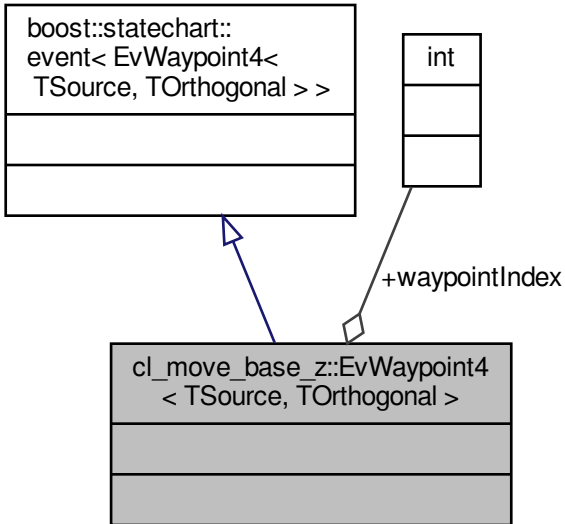 boost::statechart::
event< EvWaypoint4<
TSource, TOrthogonal > >
int
+waypointIndex
cl_move_base_z::EvWaypoint4
< TSource, TOrthogonal >